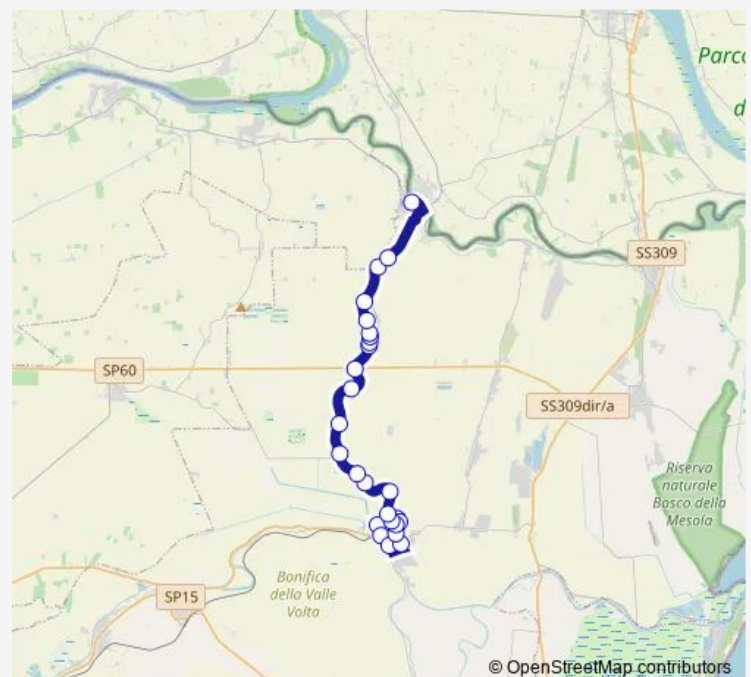 Parco
d
SS309
SP60
SS309dir/a
Riserva
naturale
Bosco della
Mesola
Bonifica
della Valle
Volta
SP15
© OpenStreetMap contributors